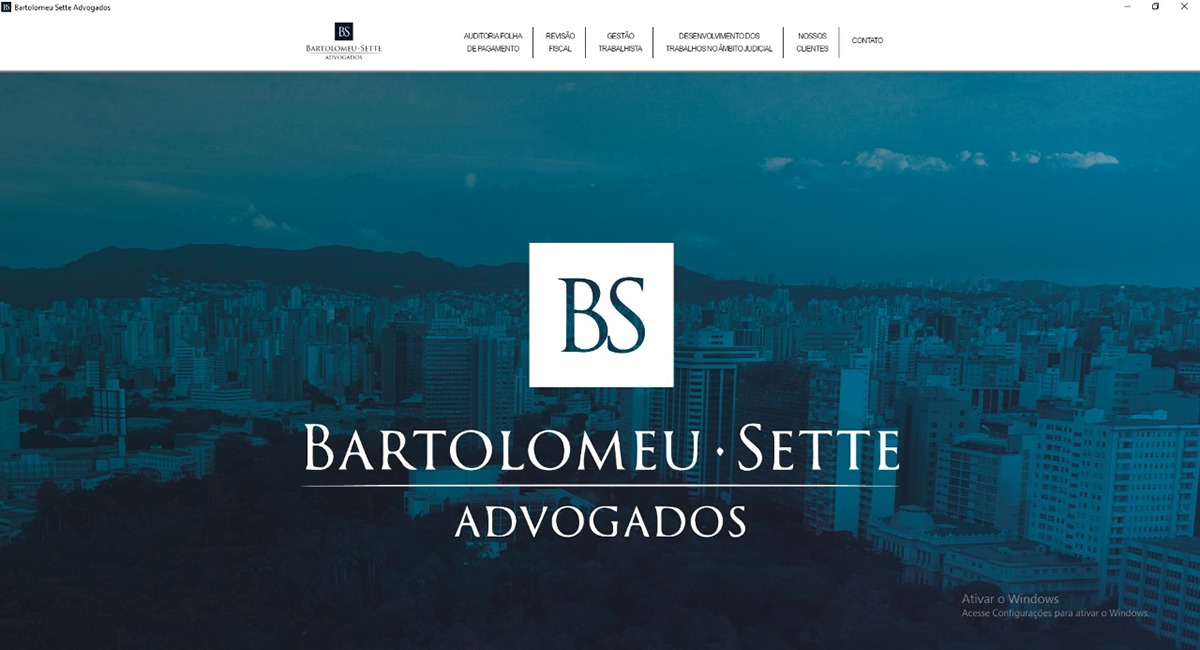 BS Bartolomeu Sette Advogados
BS
BARTOLOMEU · SETTE
ADVOGADOS
AUDITORIA FOLHA
DE PAGAMENTO
REVISÃO
FISCAL
GESTÃO
TRABALHISTA
DESENVOLVIMENTO DOS
TRABALHOS NO ÂMBITO JUDICIAL
NOSSOS
CLIENTES
CONTATO
BS
BARTOLOMEU · SETTE
ADVOGADOS
Ativar o Windows
Acesse Configurações para ativar o Windows.